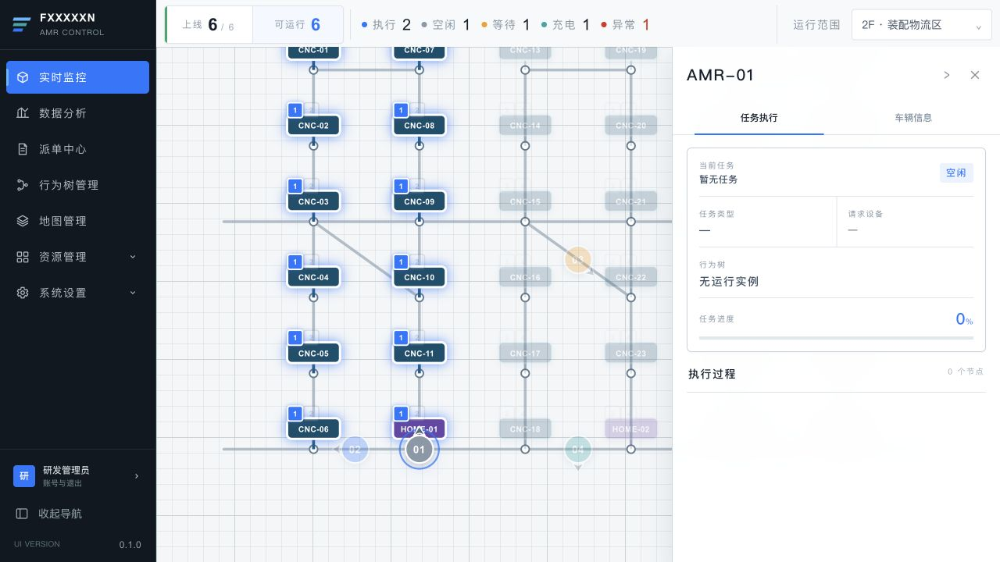 FXXXXXN
AMR CONTROL
实时监控
数据分析
派单中心
行为树管理
地图管理
资源管理
系统设置
研
研发管理员
账号与退出
收起导航
UI VERSION
0.1.0
上线 6 / 6
可运行 6
执行 2
空闲 1
等待 1
充电 1
异常 1
运行范围
2F · 装配物流区
CNC-01
CNC-07
CNC-13
CNC-19
1 2
1 2
CNC-02
CNC-08
CNC-14
CNC-20
1 2
1 2
CNC-03
CNC-09
CNC-15
CNC-21
03
1 2
1 2
CNC-04
CNC-10
CNC-16
CNC-22
1 2
1 2
CNC-05
CNC-11
CNC-17
CNC-23
1 2
1 2
CNC-06
HOME-01
CNC-18
HOME-02
02
01
04
AMR-01
任务执行
车辆信息
当前任务
暂无任务
空闲
任务类型
—
请求设备
—
行为树
无运行实例
任务进度
0%
执行过程
0 个节点